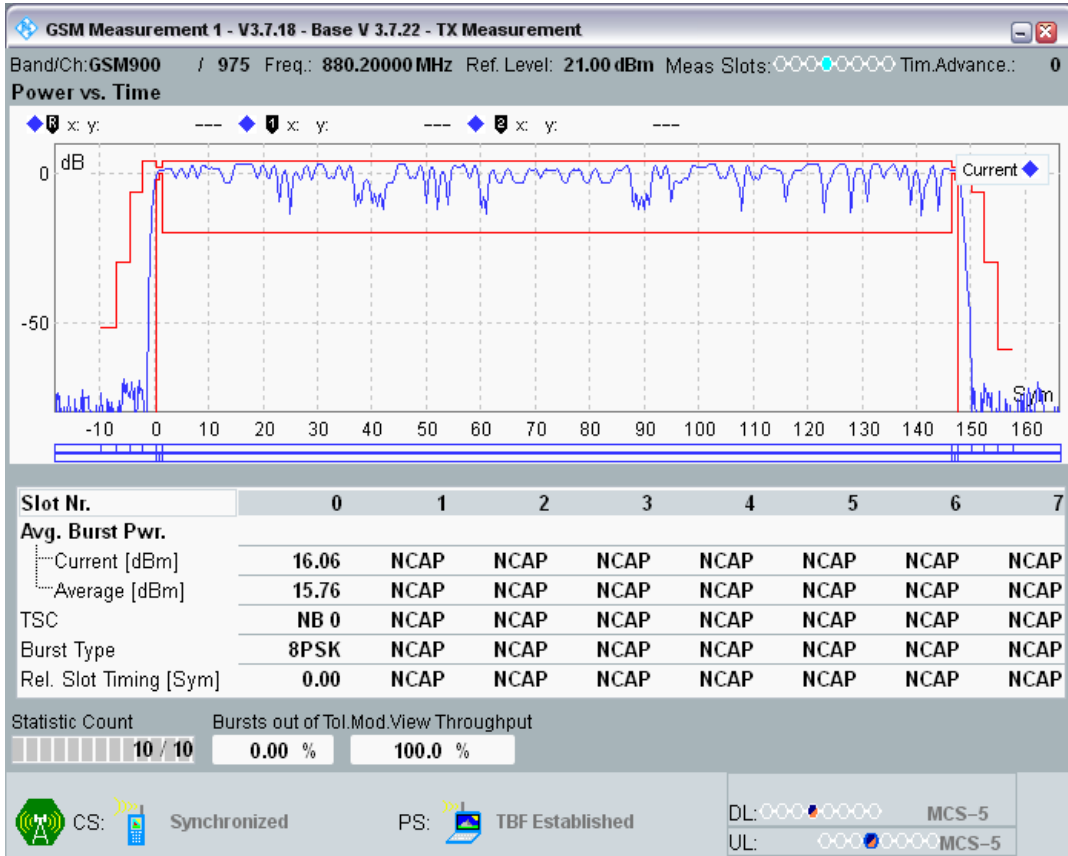 GSM Measurement 1 - V3.7.18 - Base V 3.7.22 - TX Measurement
Band/Ch:GSM900 / 975 Freq.: 880.20000 MHz Ref. Level: 21.00 dBm Meas Slots: Tim.Advance.: 0
Power vs. Time
R x: y: --- 1 x: y: --- 2 x: y: ---
dB
Current
0
-50
Sym
-10 0 10 20 30 40 50 60 70 80 90 100 110 120 130 140 150 160
Slot Nr. 0 1 2 3 4 5 6 7
Avg. Burst Pwr.
Current [dBm] 16.06 NCAP NCAP NCAP NCAP NCAP NCAP NCAP
Average [dBm] 15.76 NCAP NCAP NCAP NCAP NCAP NCAP NCAP
TSC NB 0 NCAP NCAP NCAP NCAP NCAP NCAP NCAP
Burst Type 8PSK NCAP NCAP NCAP NCAP NCAP NCAP NCAP
Rel. Slot Timing [Sym] 0.00 NCAP NCAP NCAP NCAP NCAP NCAP NCAP
Statistic Count Bursts out of Tol.Mod.View Throughput
10 / 10 0.00 % 100.0 %
CS: Synchronized PS: TBF Established
DL: MCS-5
UL: MCS-5